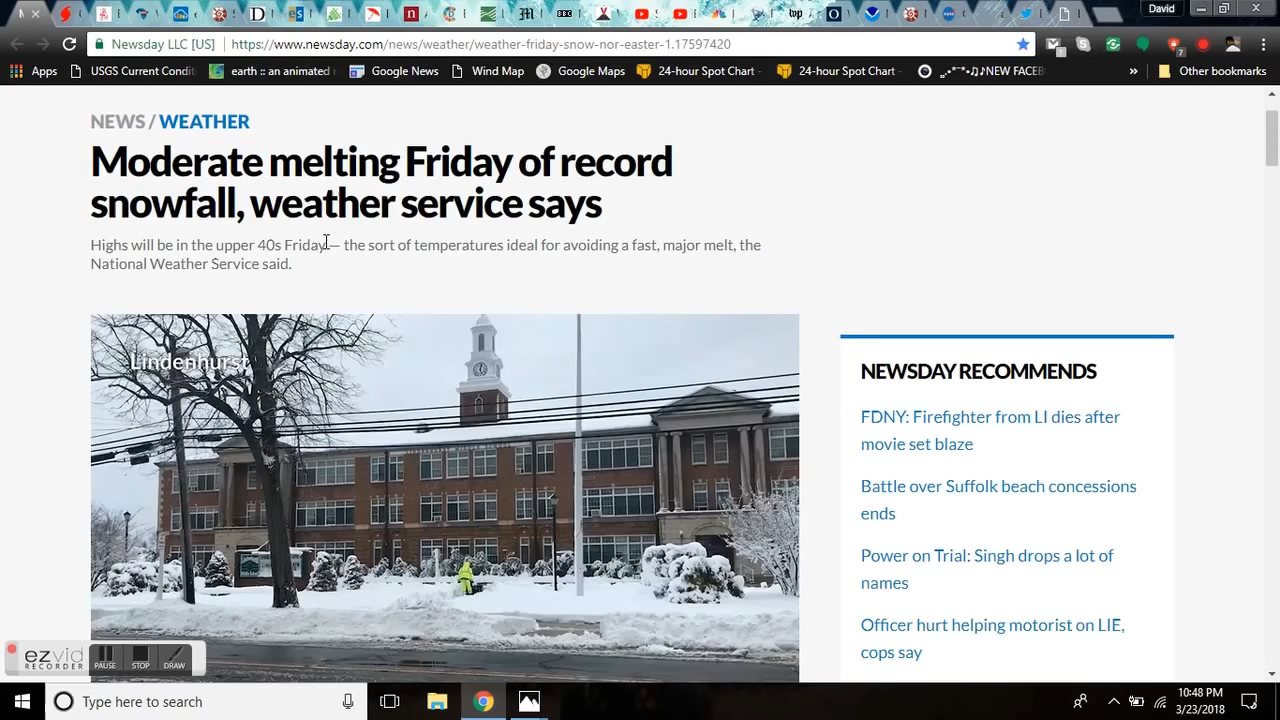 David
Newsday LLC [US]
https://www.newsday.com/news/weather/weather-friday-snow-nor-easter-1.17597420
Apps
USGS Current Condit
earth :: an animated
Google News
Wind Map
Google Maps
24-hour Spot Chart -
24-hour Spot Chart -
NEW FACEB
»
Other bookmarks
NEWS / WEATHER
Moderate melting Friday of record
snowfall, weather service says
Highs will be in the upper 40s Friday — the sort of temperatures ideal for avoiding a fast, major melt, the
National Weather Service said.
Lindenhurst
NEWSDAY RECOMMENDS
FDNY: Firefighter from LI dies after
movie set blaze
Battle over Suffolk beach concessions
ends
Power on Trial: Singh drops a lot of
names
Officer hurt helping motorist on LIE,
cops say
ezvid
RECORDER
PAUSE
STOP
DRAW
Type here to search
10:48 PM
3/23/2018